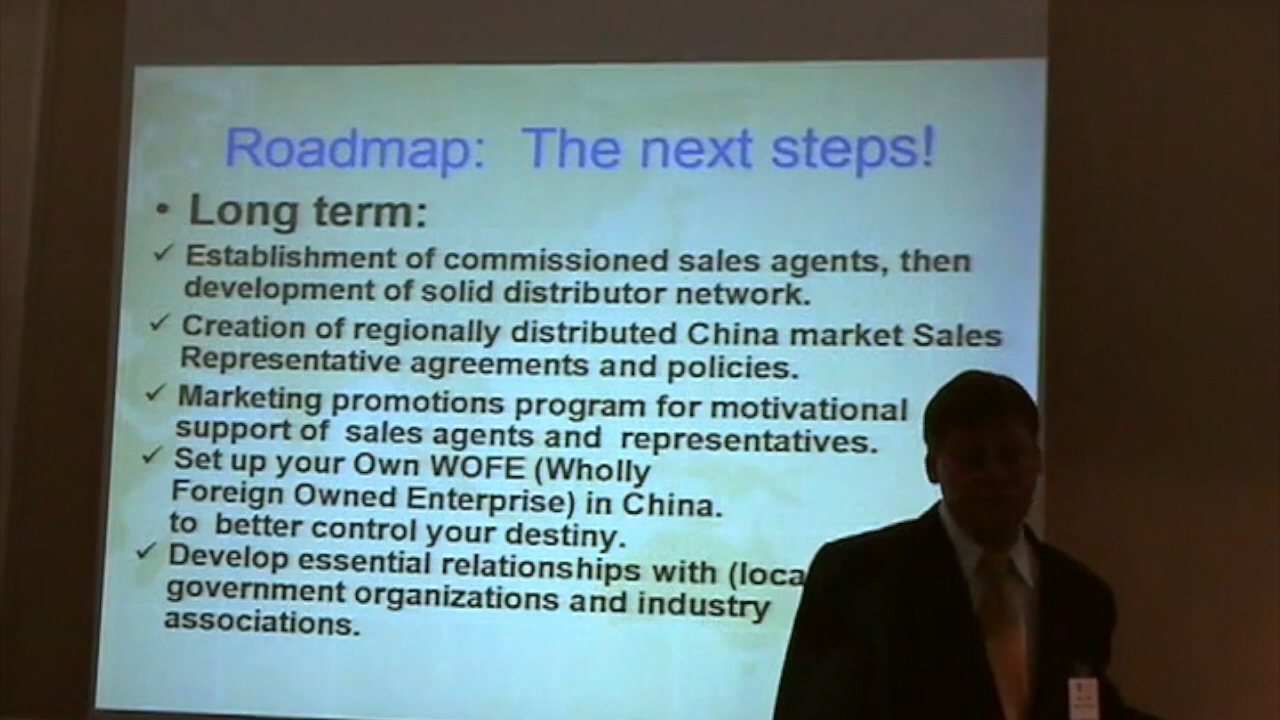 Roadmap: The next steps!
• Long term:
✓ Establishment of commissioned sales agents, then
development of solid distributor network.
✓ Creation of regionally distributed China market Sales
Representative agreements and policies.
✓ Marketing promotions program for motivational
support of sales agents and representatives.
✓ Set up your Own WOFE (Wholly
Foreign Owned Enterprise) in China.
to better control your destiny.
✓ Develop essential relationships with (loca
government organizations and industry
associations.